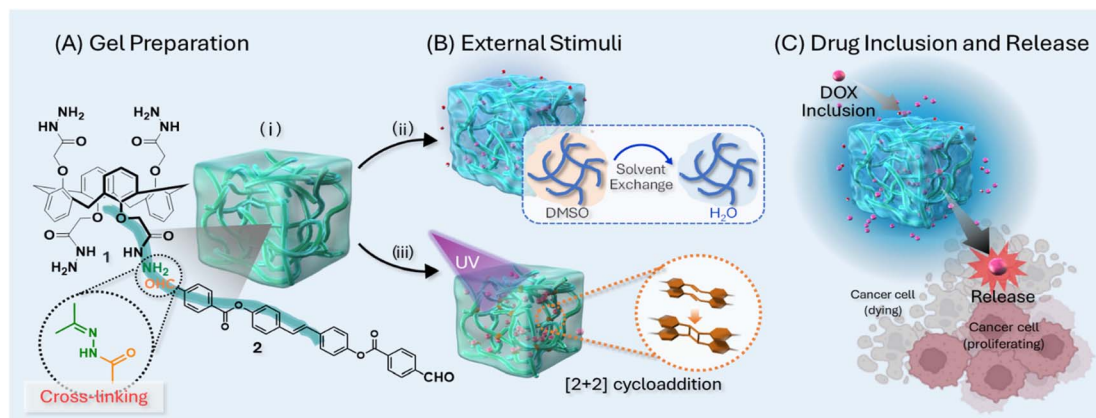 (A) Gel Preparation
(B) External Stimuli
(C) Drug Inclusion and Release
NH2
HN
O
O
NH2
HN
O
O
O
O
O
NH
H2N
1
O
HN
NH2
OHC
N
N
HN
O
Cross-linking
(i)
(ii)
(iii)
O
O
2
O
O
CHO
DMSO
Solvent
Exchange
H2O
UV
[2+2] cycloaddition
DOX
Inclusion
Release
Cancer cell
(dying)
Cancer cell
(proliferating)